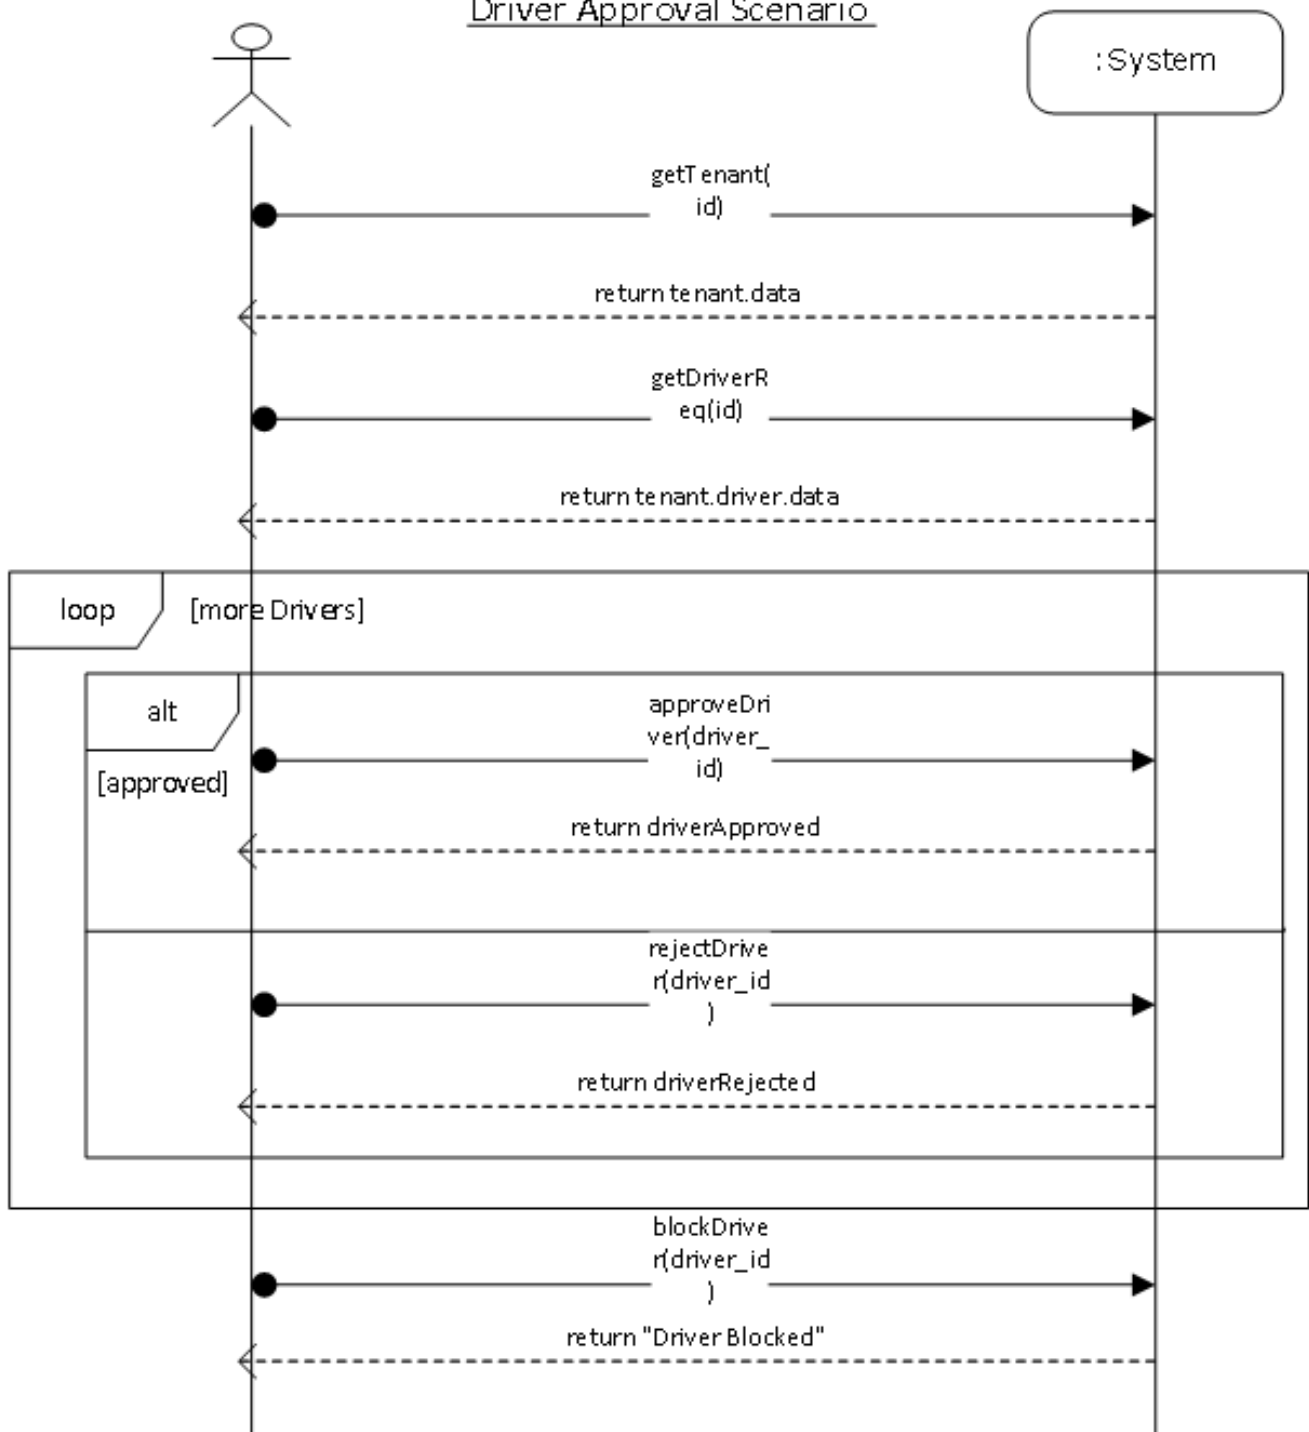 Driver Approval Scenario
:System
getTenant(
id)
return tenant.data
getDriverR
eq(id)
return tenant.driver.data
loop
[more Drivers]
alt
approveDri
ver(driver_
id)
[approved]
return driverApproved
rejectDrive
r(driver_id
)
return driverRejected
blockDrive
r(driver_id
)
return "Driver Blocked"